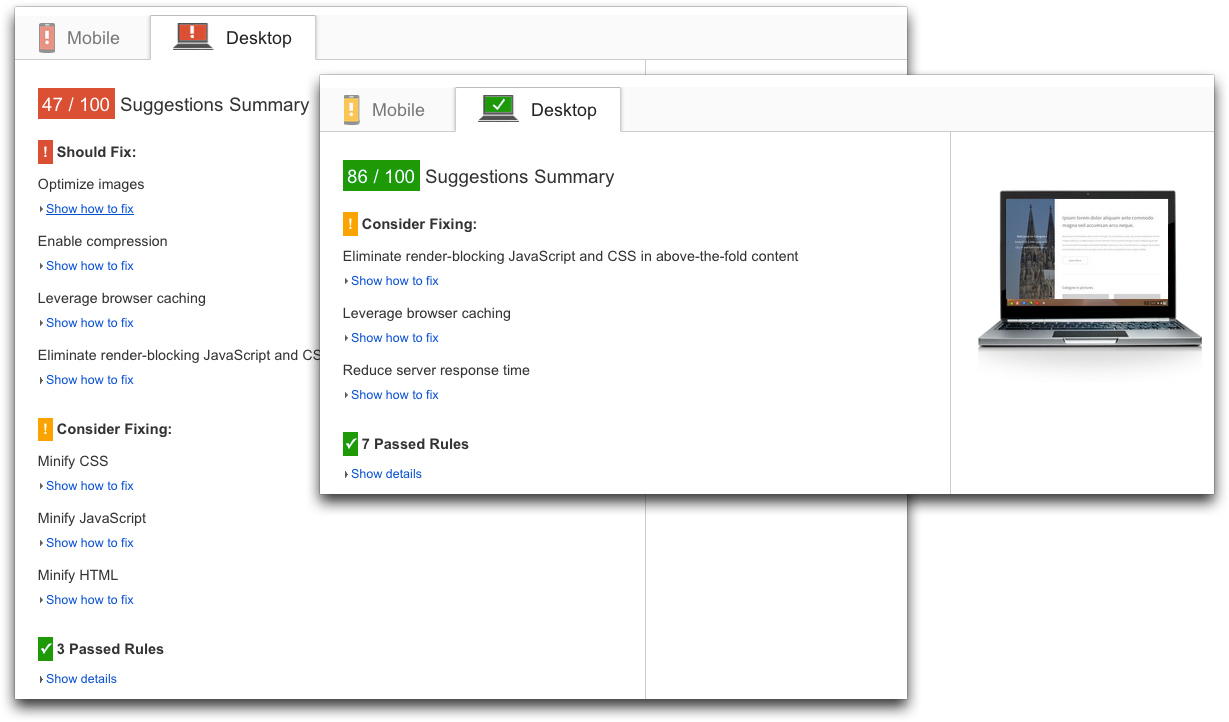 Mobile
Desktop
47 / 100 Suggestions Summary
! Should Fix:
Optimize images
Show how to fix
Enable compression
Show how to fix
Leverage browser caching
Show how to fix
Eliminate render-blocking JavaScript and CS
Show how to fix
! Consider Fixing:
Minify CSS
Show how to fix
Minify JavaScript
Show how to fix
Minify HTML
Show how to fix
3 Passed Rules
Show details
Mobile
Desktop
86 / 100 Suggestions Summary
! Consider Fixing:
Eliminate render-blocking JavaScript and CSS in above-the-fold content
Show how to fix
Leverage browser caching
Show how to fix
Reduce server response time
Show how to fix
7 Passed Rules
Show details
Ipsum lorem dolor aliquam ante commodo
magna sed accumsan arcu neque.